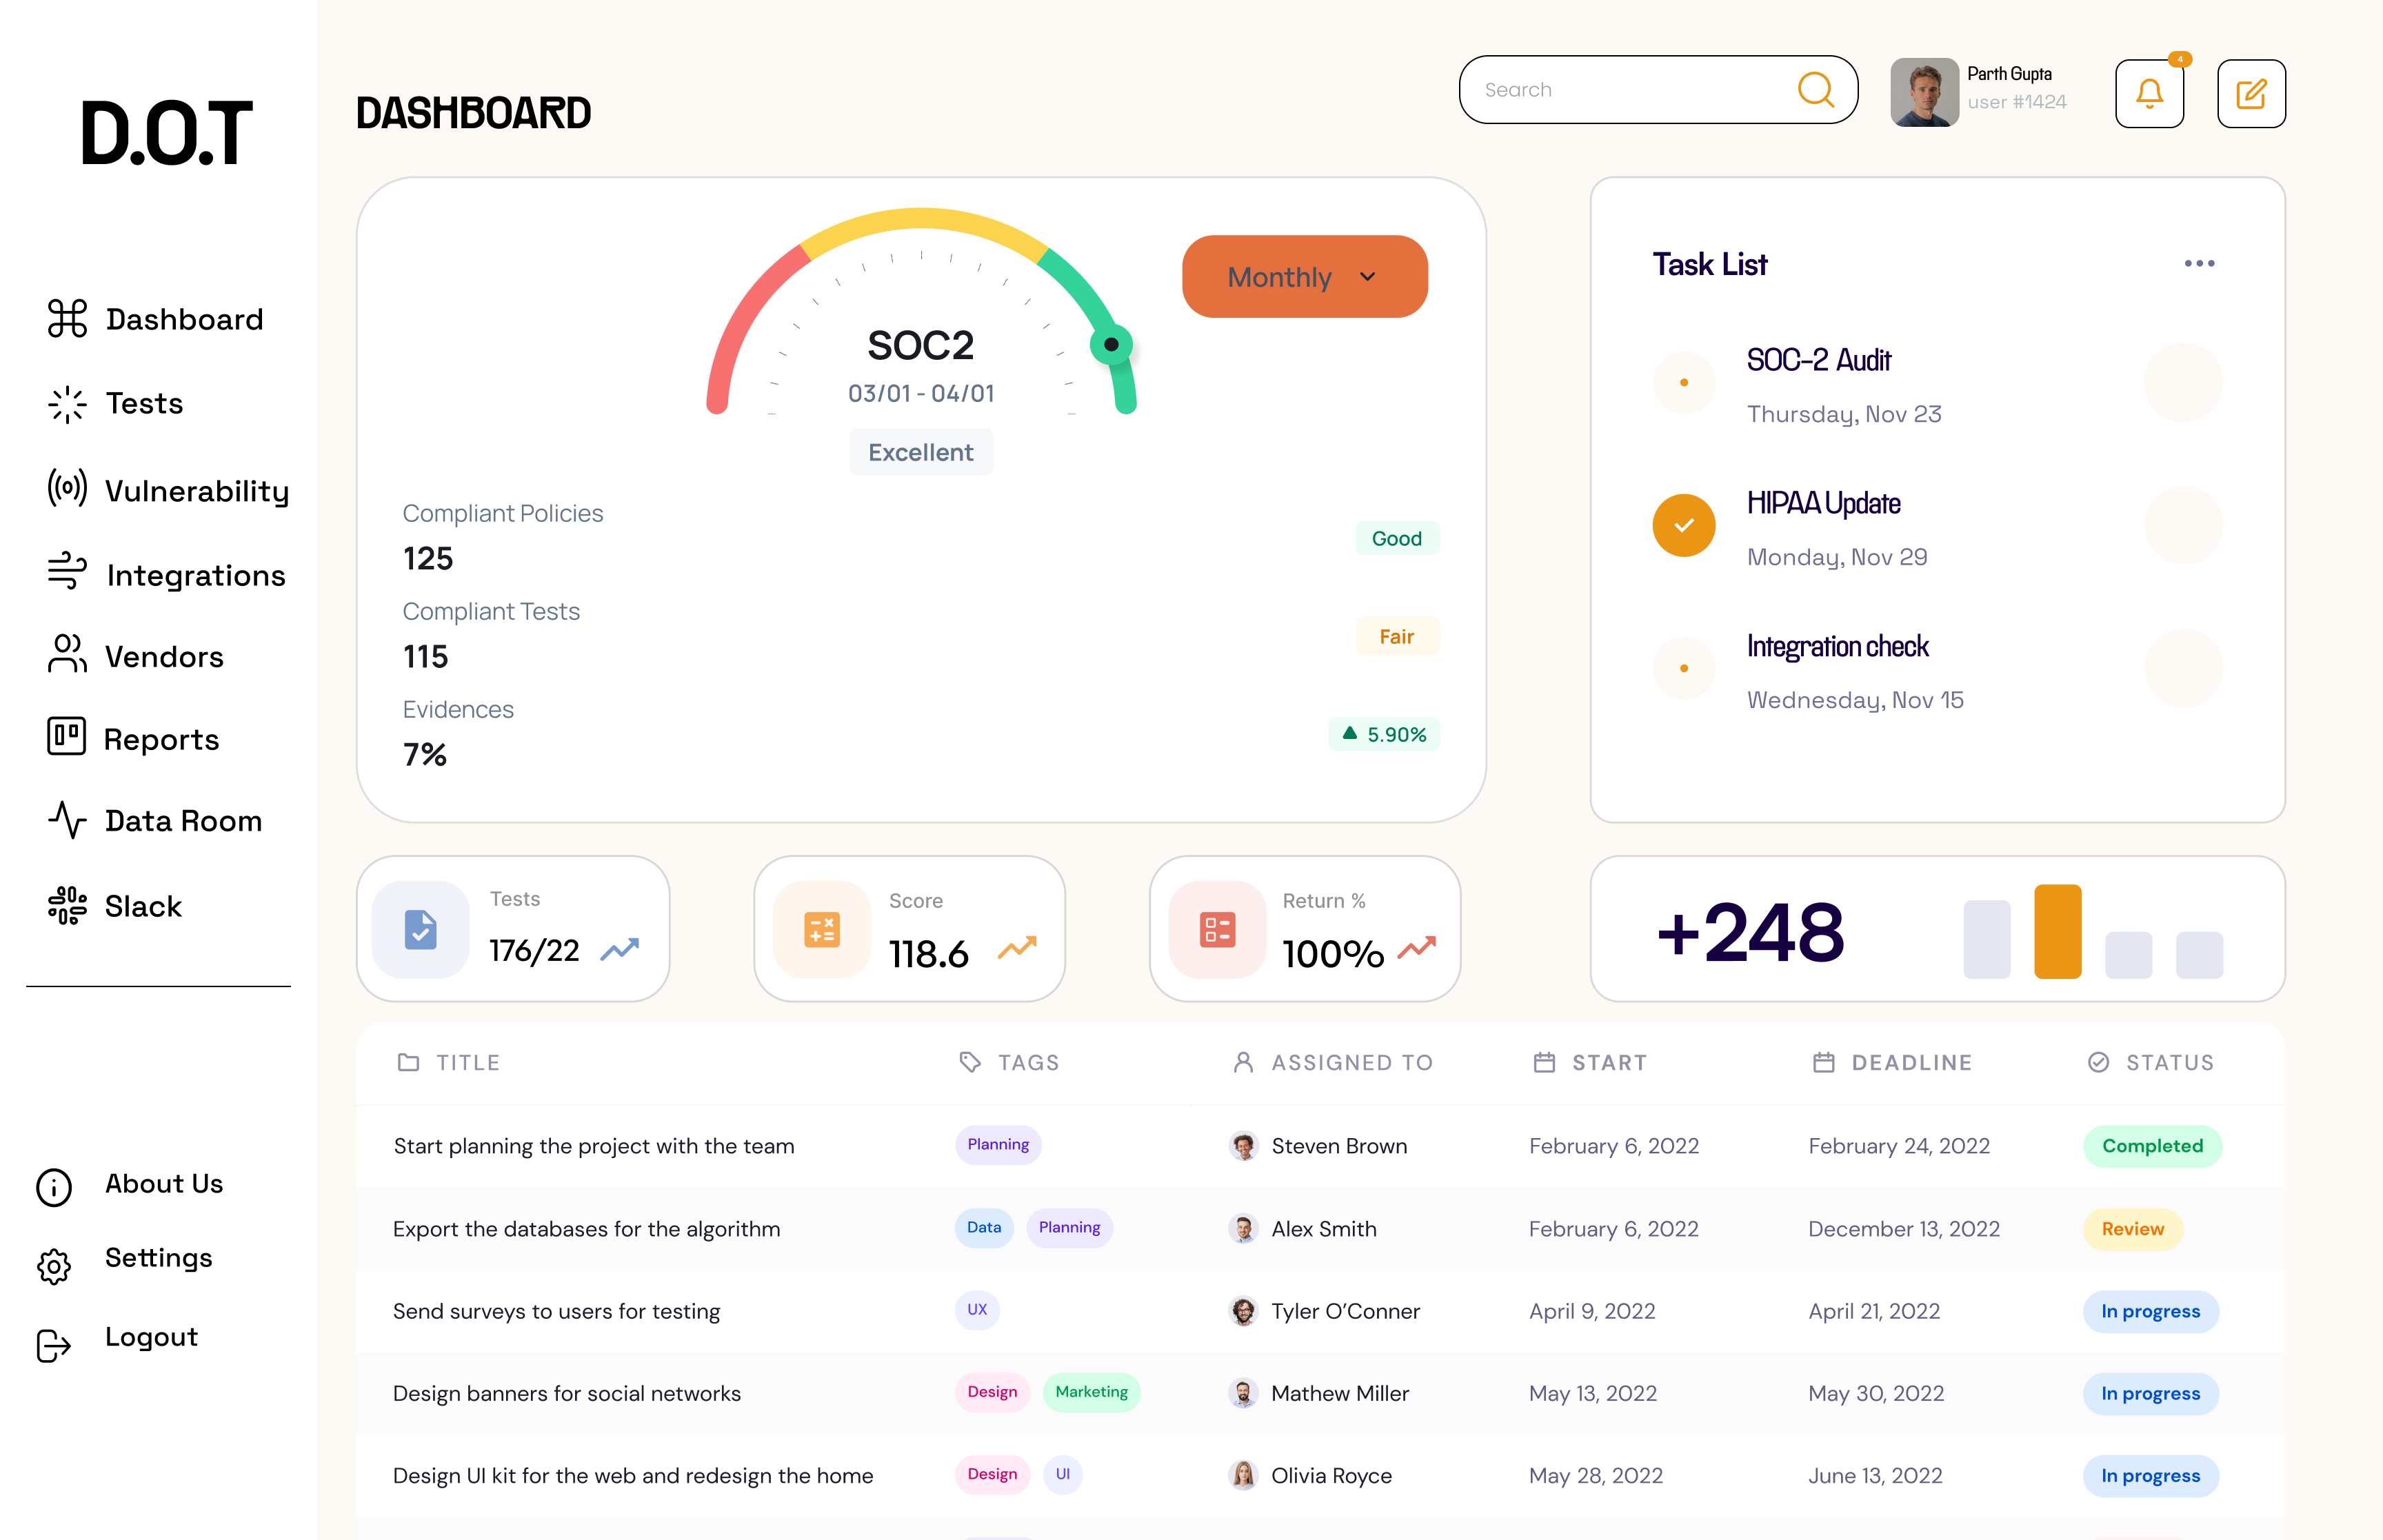 D.O.T
Dashboard
Tests
Vulnerability
Integrations
Vendors
Reports
Data Room
Slack
About Us
Settings
Logout
DASHBOARD
Search
Parth Gupta
user #1424
4
SOC2
03/01 - 04/01
Excellent
Monthly
Compliant Policies
125
Good
Compliant Tests
115
Fair
Evidences
7%
5.90%
Task List
SOC-2 Audit
Thursday, Nov 23
HIPAA Update
Monday, Nov 29
Integration check
Wednesday, Nov 15
Tests
176/22
Score
118.6
Return %
100%
+248
TITLE TAGS ASSIGNED TO START DEADLINE STATUS
Start planning the project with the team Planning Steven Brown February 6, 2022 February 24, 2022 Completed
Export the databases for the algorithm Data Planning Alex Smith February 6, 2022 December 13, 2022 Review
Send surveys to users for testing UX Tyler O’Conner April 9, 2022 April 21, 2022 In progress
Design banners for social networks Design Marketing Mathew Miller May 13, 2022 May 30, 2022 In progress
Design UI kit for the web and redesign the home Design UI Olivia Royce May 28, 2022 June 13, 2022 In progress